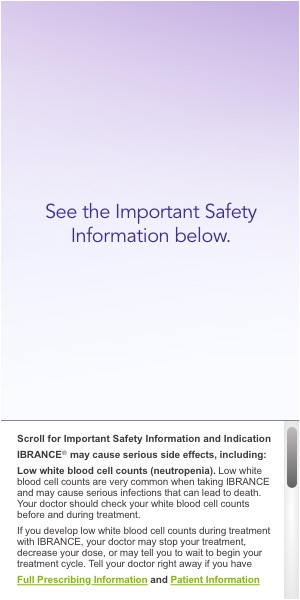 See the Important Safety
Information below.
Scroll for Important Safety Information and Indication
IBRANCE® may cause serious side effects, including:
Low white blood cell counts (neutropenia). Low white
blood cell counts are very common when taking IBRANCE
and may cause serious infections that can lead to death.
Your doctor should check your white blood cell counts
before and during treatment.
If you develop low white blood cell counts during treatment
with IBRANCE, your doctor may stop your treatment,
decrease your dose, or may tell you to wait to begin your
treatment cycle. Tell your doctor right away if you have
Full Prescribing Information and Patient Information